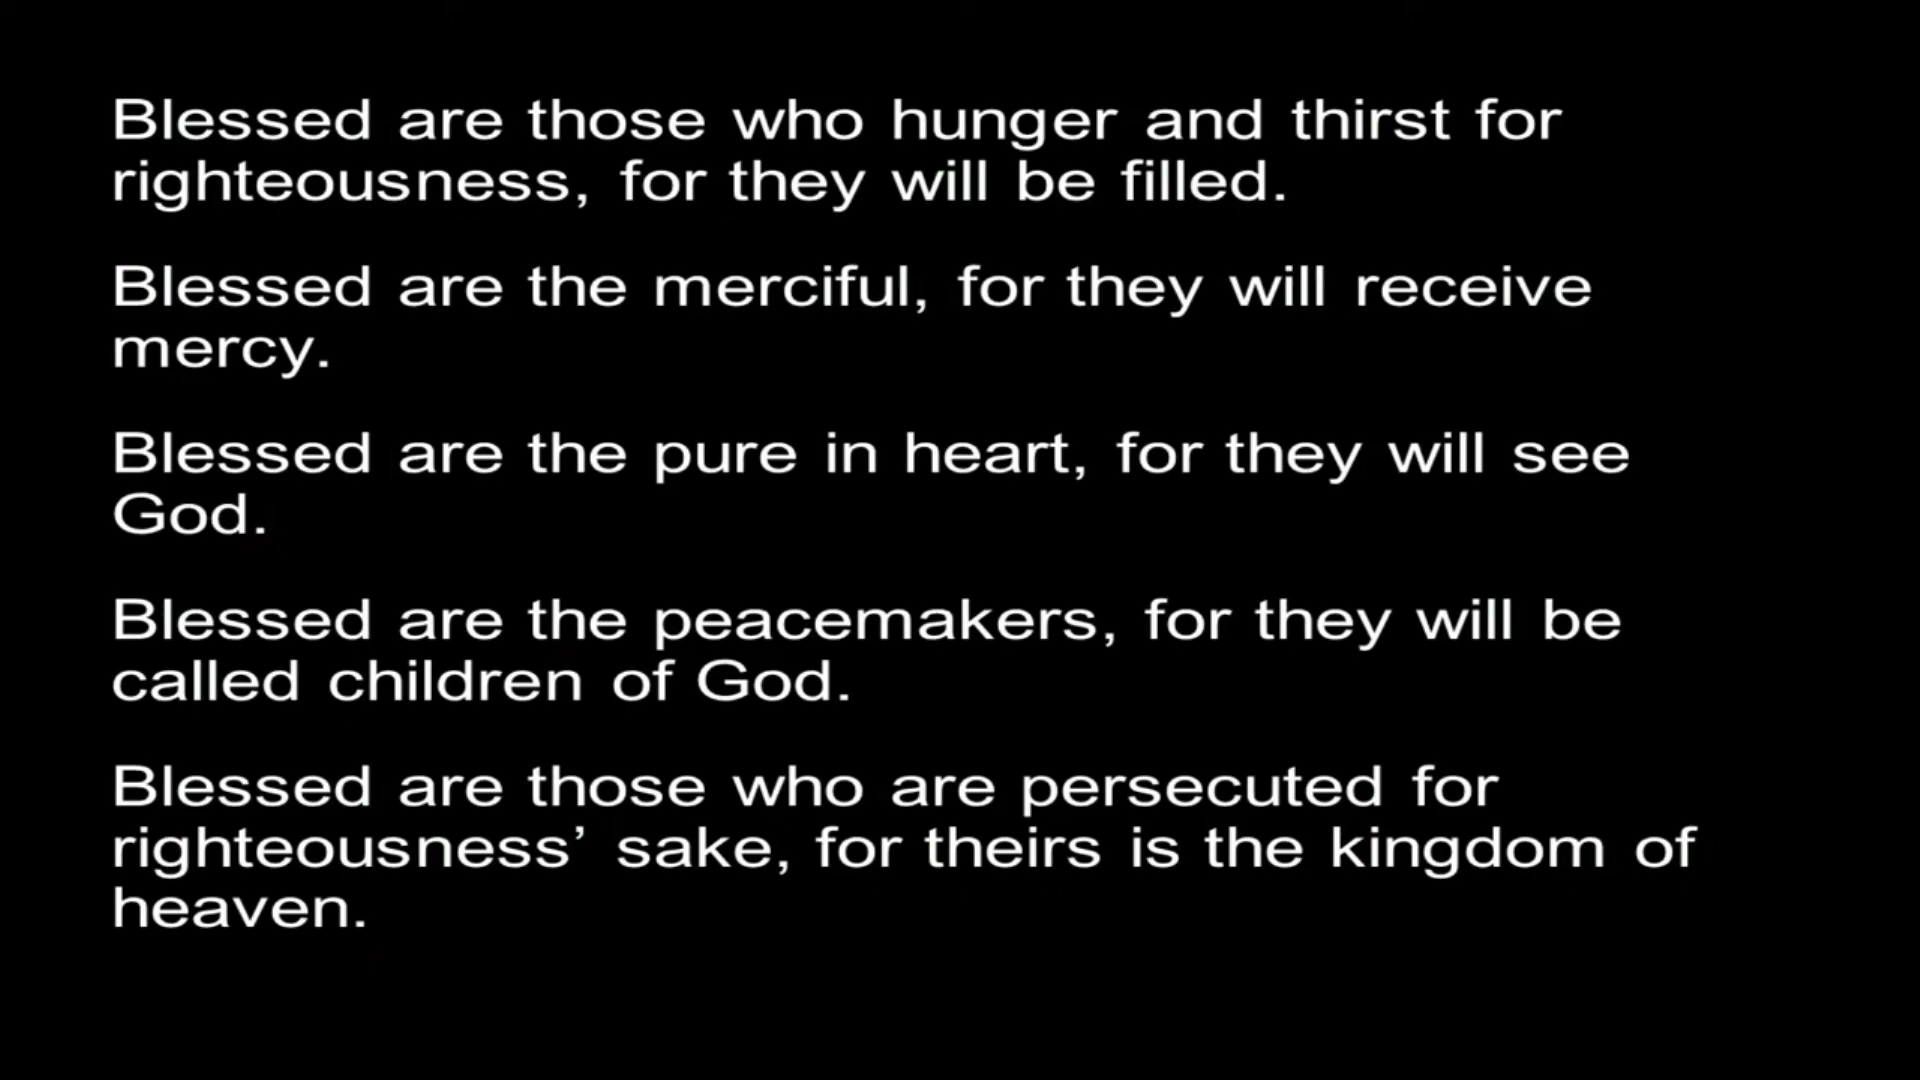 Blessed are those who hunger and thirst for
righteousness, for they will be filled.
Blessed are the merciful, for they will receive
mercy.
Blessed are the pure in heart, for they will see
God.
Blessed are the peacemakers, for they will be
called children of God.
Blessed are those who are persecuted for
righteousness’ sake, for theirs is the kingdom of
heaven.